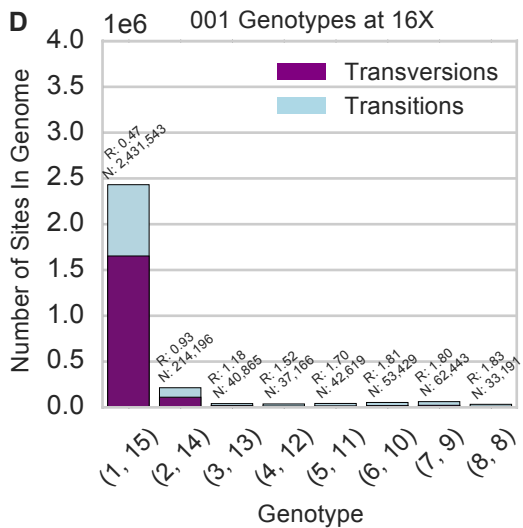 D
1e6
001 Genotypes at 16X
4.0
3.5
3.0
2.5
2.0
1.5
1.0
0.5
0.0
Number of Sites In Genome
Transversions
Transitions
R: 0.47
N: 2,431,543
R: 0.93
N: 214,196
R: 1.18
N: 40,865
R: 1.52
N: 37,166
R: 1.70
N: 42,619
R: 1.81
N: 53,429
R: 1.80
N: 62,443
R: 1.83
N: 33,191
(1, 15)
(2, 14)
(3, 13)
(4, 12)
(5, 11)
(6, 10)
(7, 9)
(8, 8)
Genotype